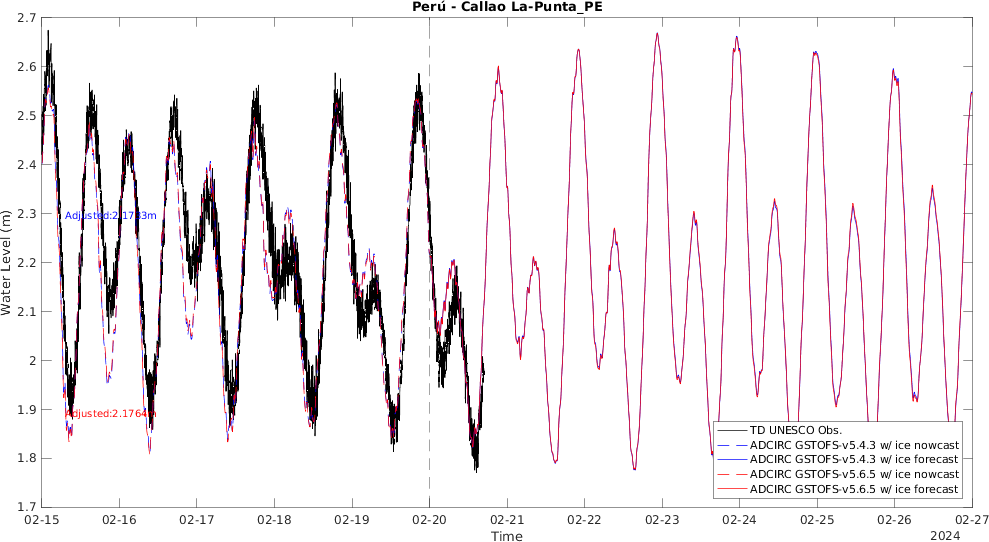 Perú - Callao La-Punta_PE
Water Level (m)
2.7
2.6
2.5
2.4
2.3
2.2
2.1
2
1.9
1.8
1.7
Adjusted:2.1783m
Adjusted:2.1764m
TD UNESCO Obs.
ADCIRC GSTOFS-v5.4.3 w/ ice nowcast
ADCIRC GSTOFS-v5.4.3 w/ ice forecast
ADCIRC GSTOFS-v5.6.5 w/ ice nowcast
ADCIRC GSTOFS-v5.6.5 w/ ice forecast
02-15 02-16 02-17 02-18 02-19 02-20 02-21 02-22 02-23 02-24 02-25 02-26 02-27
Time
2024